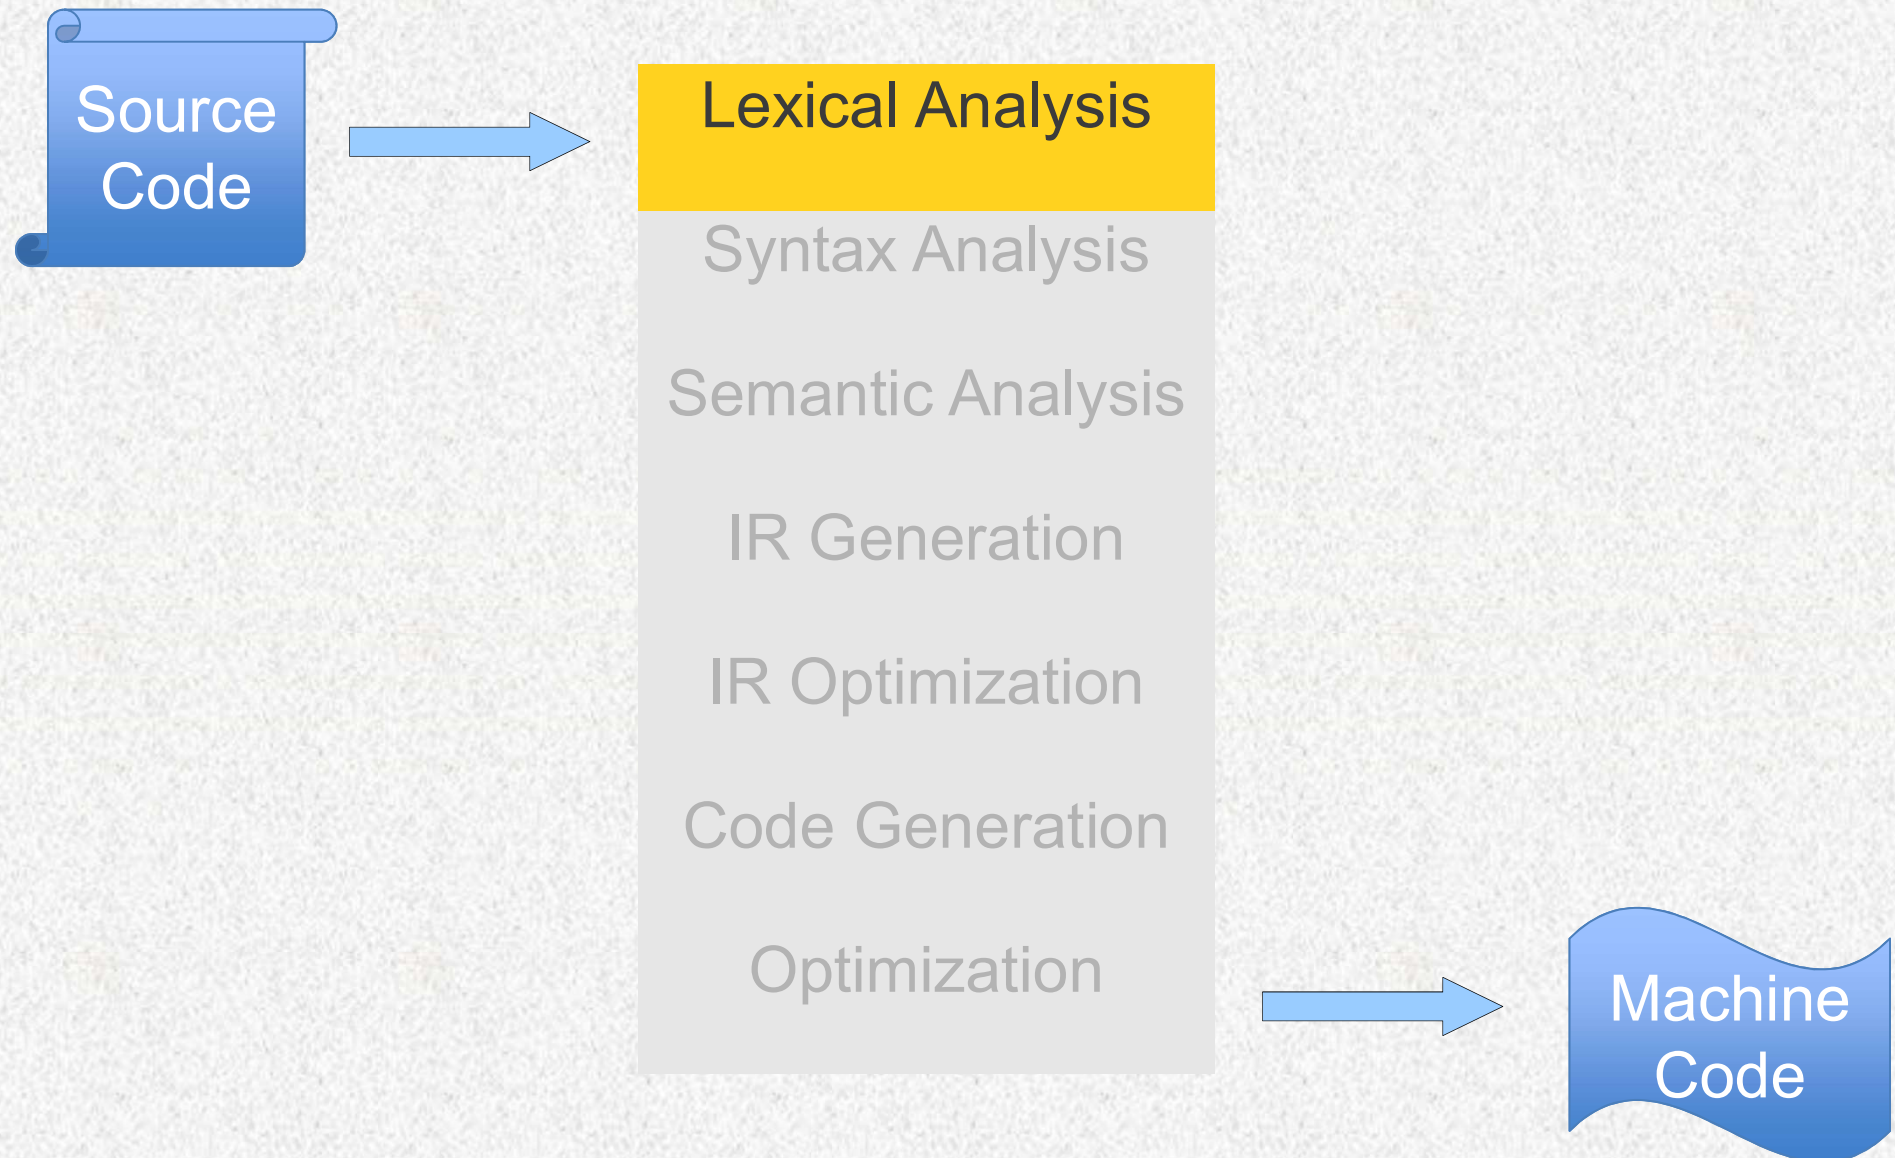 Source
Code
Lexical Analysis
Syntax Analysis
Semantic Analysis
IR Generation
IR Optimization
Code Generation
Optimization
Machine
Code